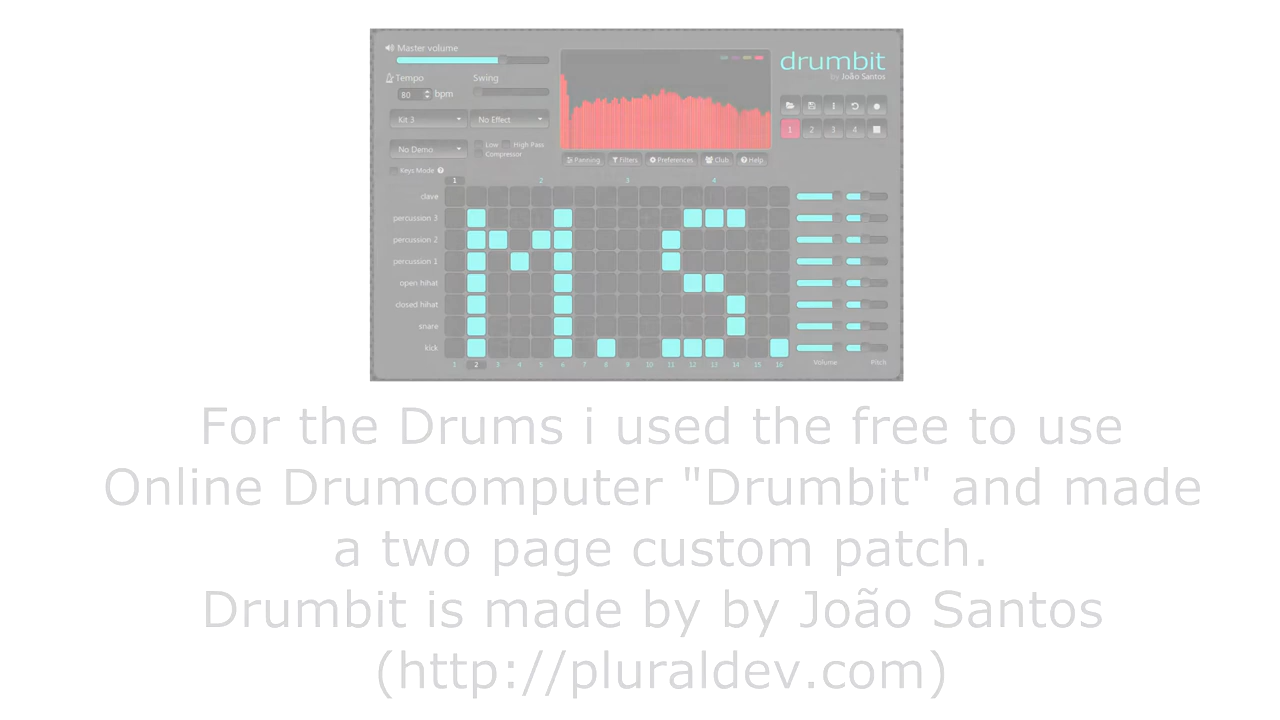 Master volume
drumbit
by João Santos
Tempo
Swing
80 bpm
Kit 3
No Effect
1 2 3 4
No Demo
Low High Pass
Compressor
Panning Filters Preferences Club Help
Keys Mode
1 2 3 4
clave
percussion 3
percussion 2
percussion 1
open hihat
closed hihat
snare
kick
1 2 3 4 5 6 7 8 9 10 11 12 13 14 15 16
Volume Pitch
For the Drums i used the free to use
Online Drumcomputer "Drumbit" and made
a two page custom patch.
Drumbit is made by by João Santos
(http://pluraldev.com)